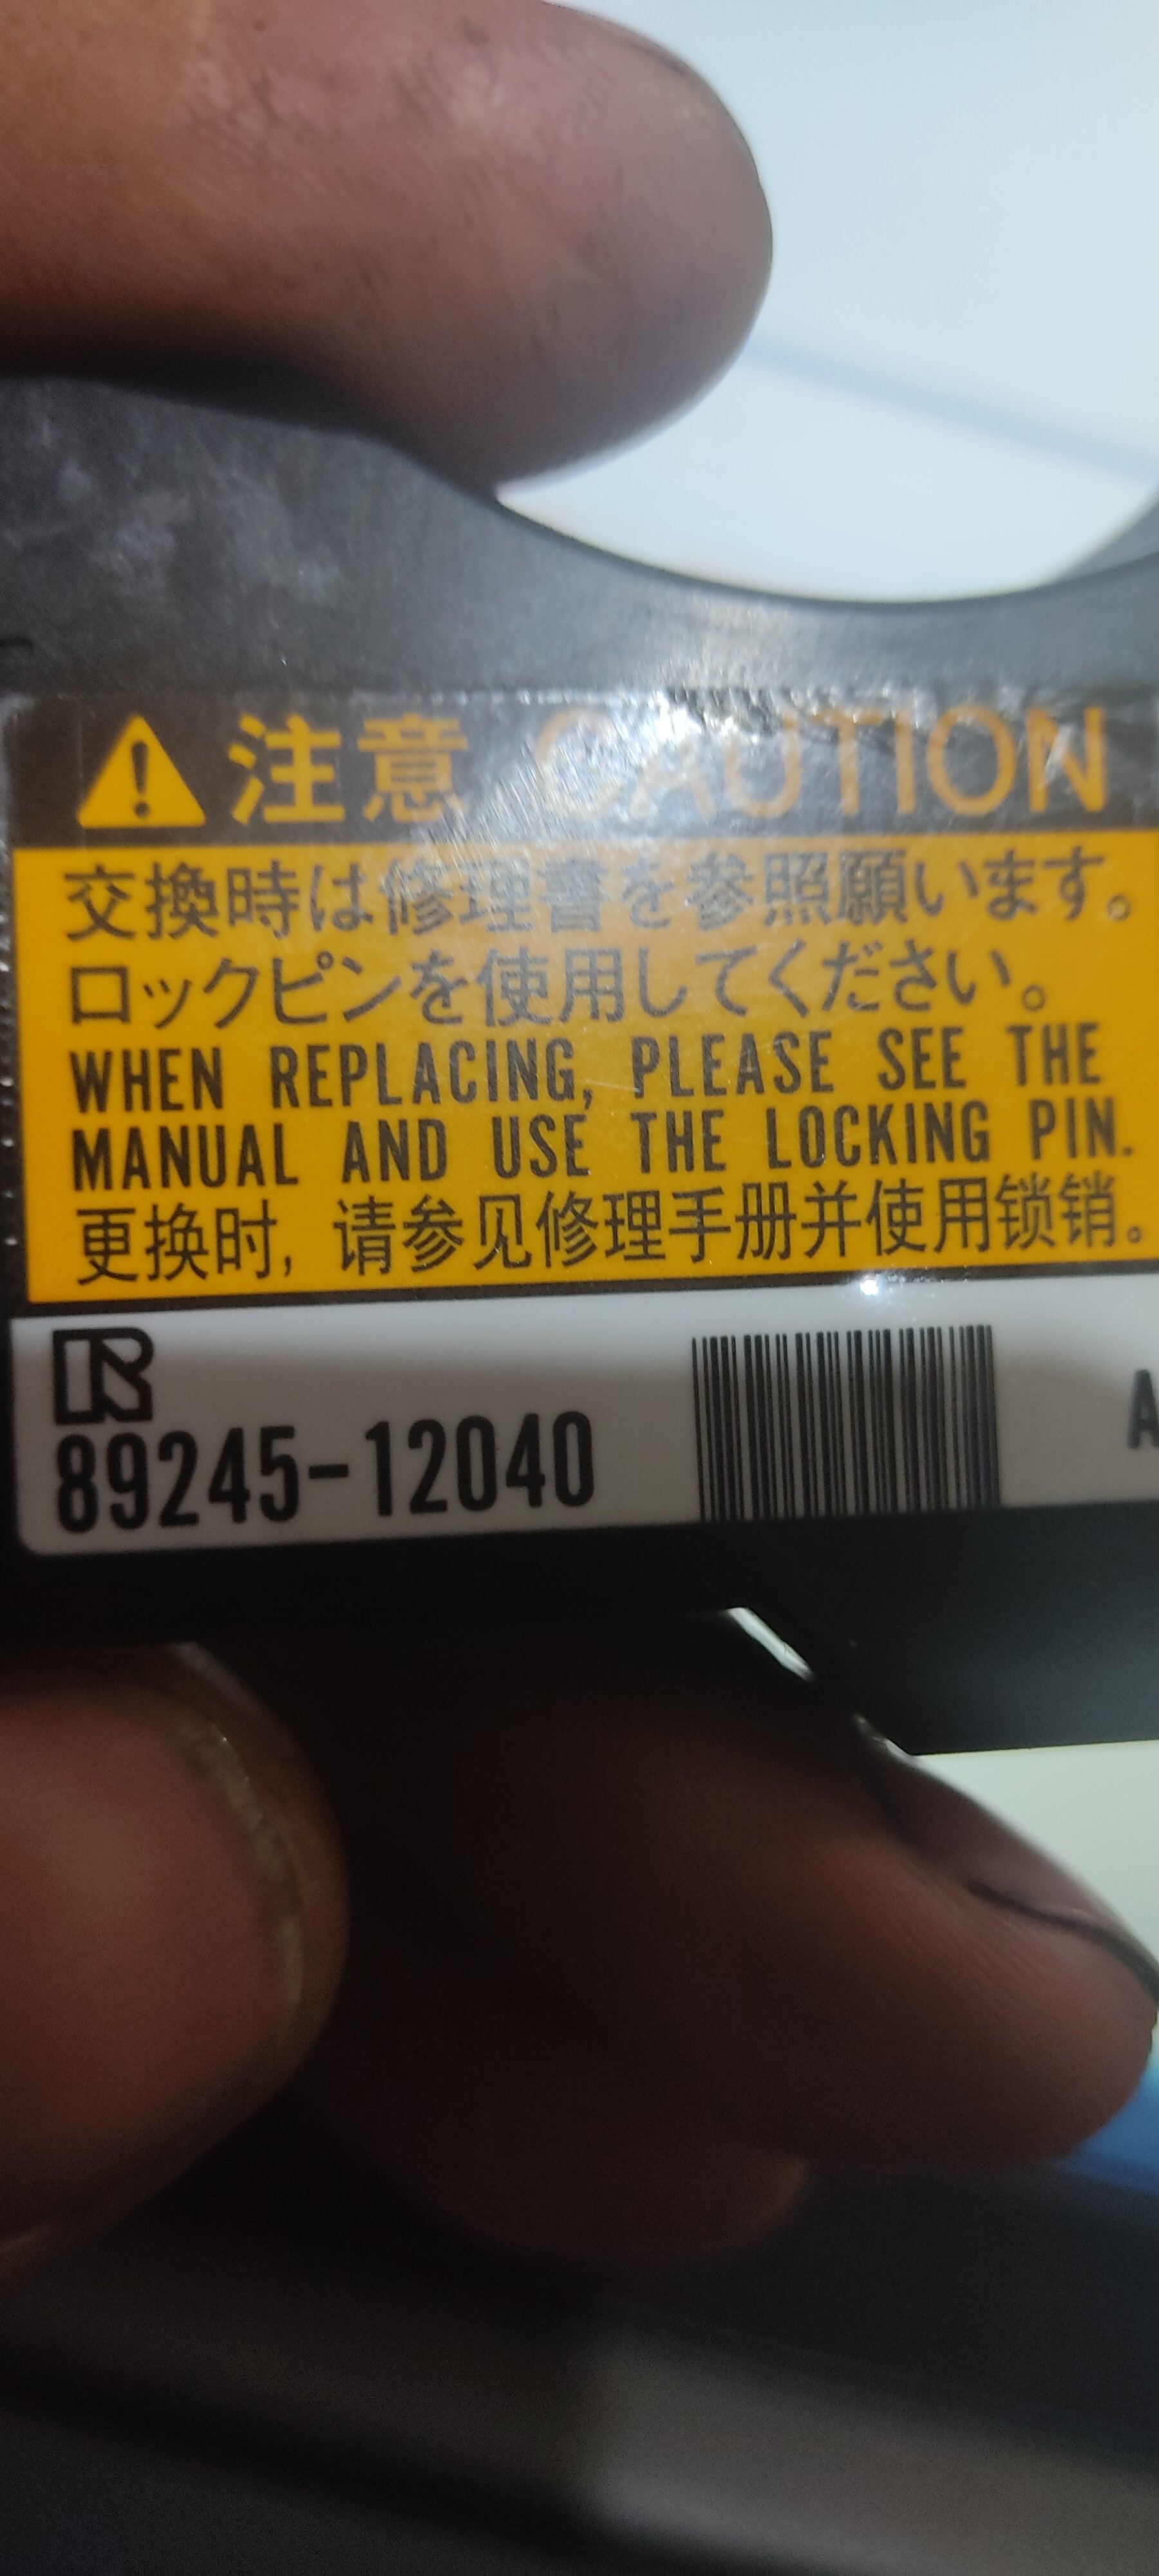 注意 CAUTION
交換時は修理書を参照願います。
ロックピンを使用してください。
WHEN REPLACING, PLEASE SEE THE
MANUAL AND USE THE LOCKING PIN.
更换时, 请参见修理手册并使用锁销。
R
89245-12040
A